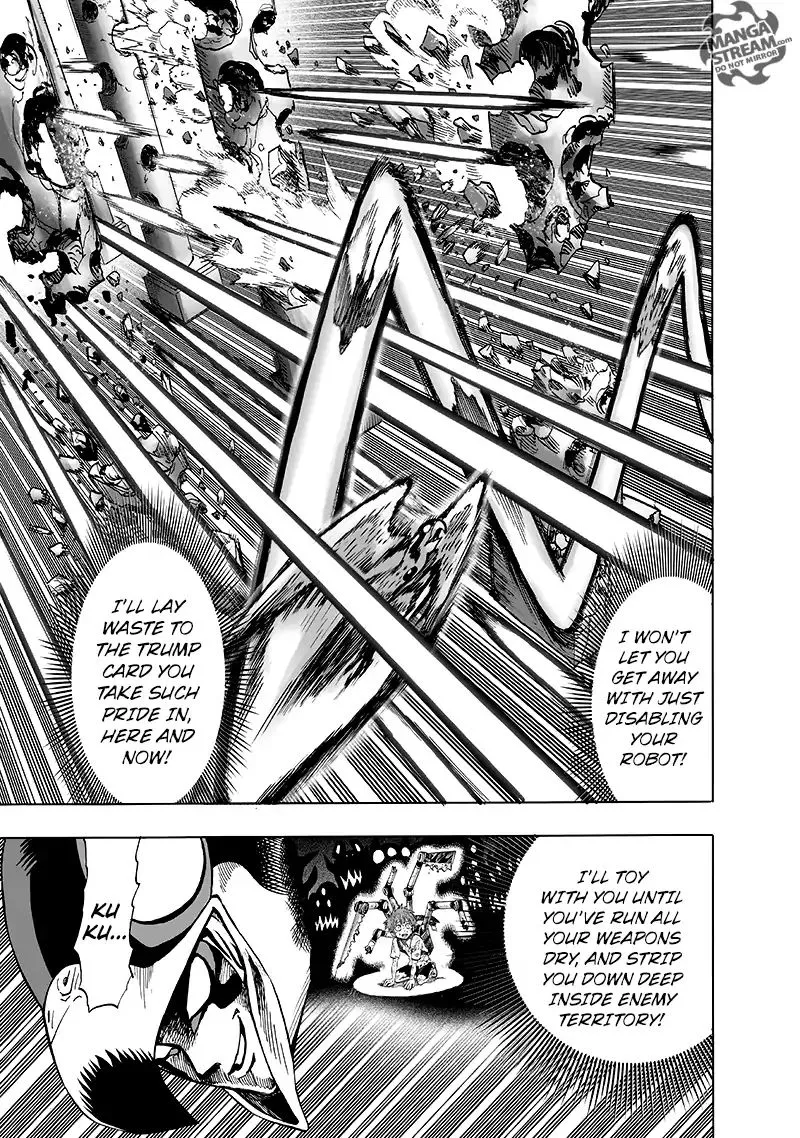 MANGA
STREAM.com
DO NOT MIRROR!
I WON'T
LET YOU
GET AWAY
WITH JUST
DISABLING
YOUR
ROBOT!
I'LL LAY
WASTE TO
THE TRUMP
CARD YOU
TAKE SUCH
PRIDE IN,
HERE AND
NOW!
I'LL TOY
WITH YOU UNTIL
YOU'VE RUN ALL
YOUR WEAPONS
DRY, AND STRIP
YOU DOWN DEEP
INSIDE ENEMY
TERRITORY!
KU
KU...